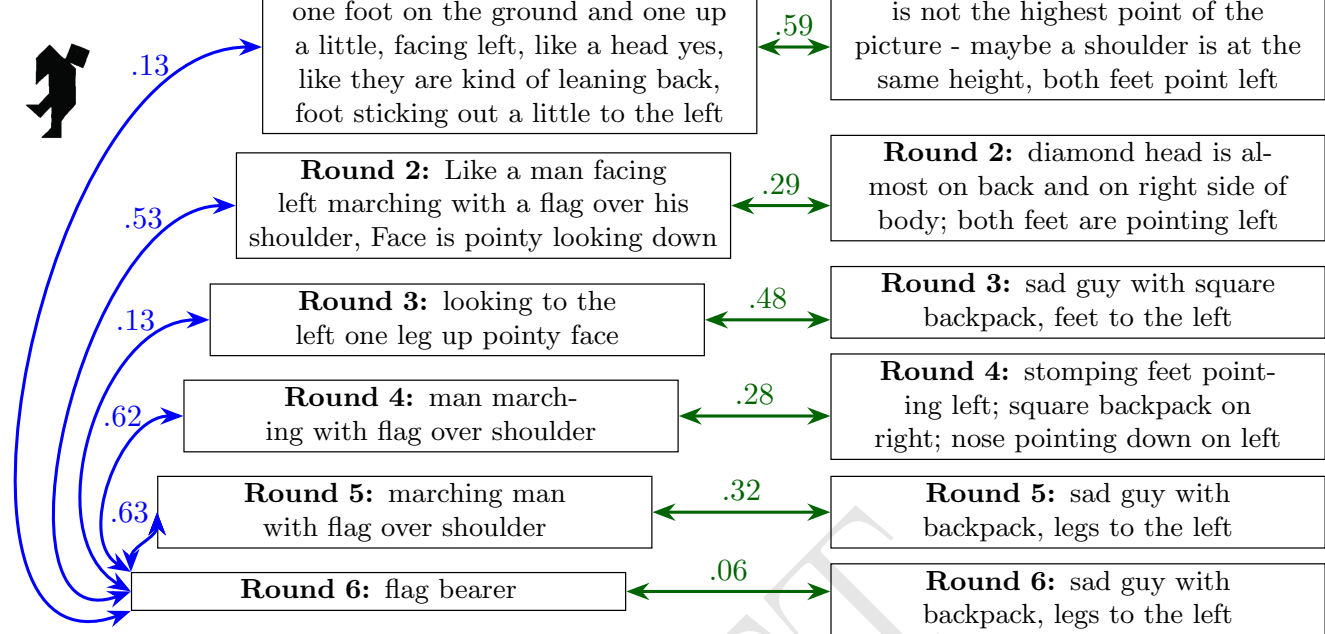 one foot on the ground and one up
a little, facing left, like a head yes,
like they are kind of leaning back,
foot sticking out a little to the left
.13
.59
is not the highest point of the
picture - maybe a shoulder is at the
same height, both feet point left
Round 2: Like a man facing
left marching with a flag over his
shoulder, Face is pointy looking down
.53
.29
Round 2: diamond head is al-
most on back and on right side of
body; both feet are pointing left
Round 3: looking to the
left one leg up pointy face
.13
.48
Round 3: sad guy with square
backpack, feet to the left
Round 4: man march-
ing with flag over shoulder
.62
.28
Round 4: stomping feet point-
ing left; square backpack on
right; nose pointing down on left
Round 5: marching man
with flag over shoulder
.63
.32
Round 5: sad guy with
backpack, legs to the left
Round 6: flag bearer
.06
Round 6: sad guy with
backpack, legs to the left